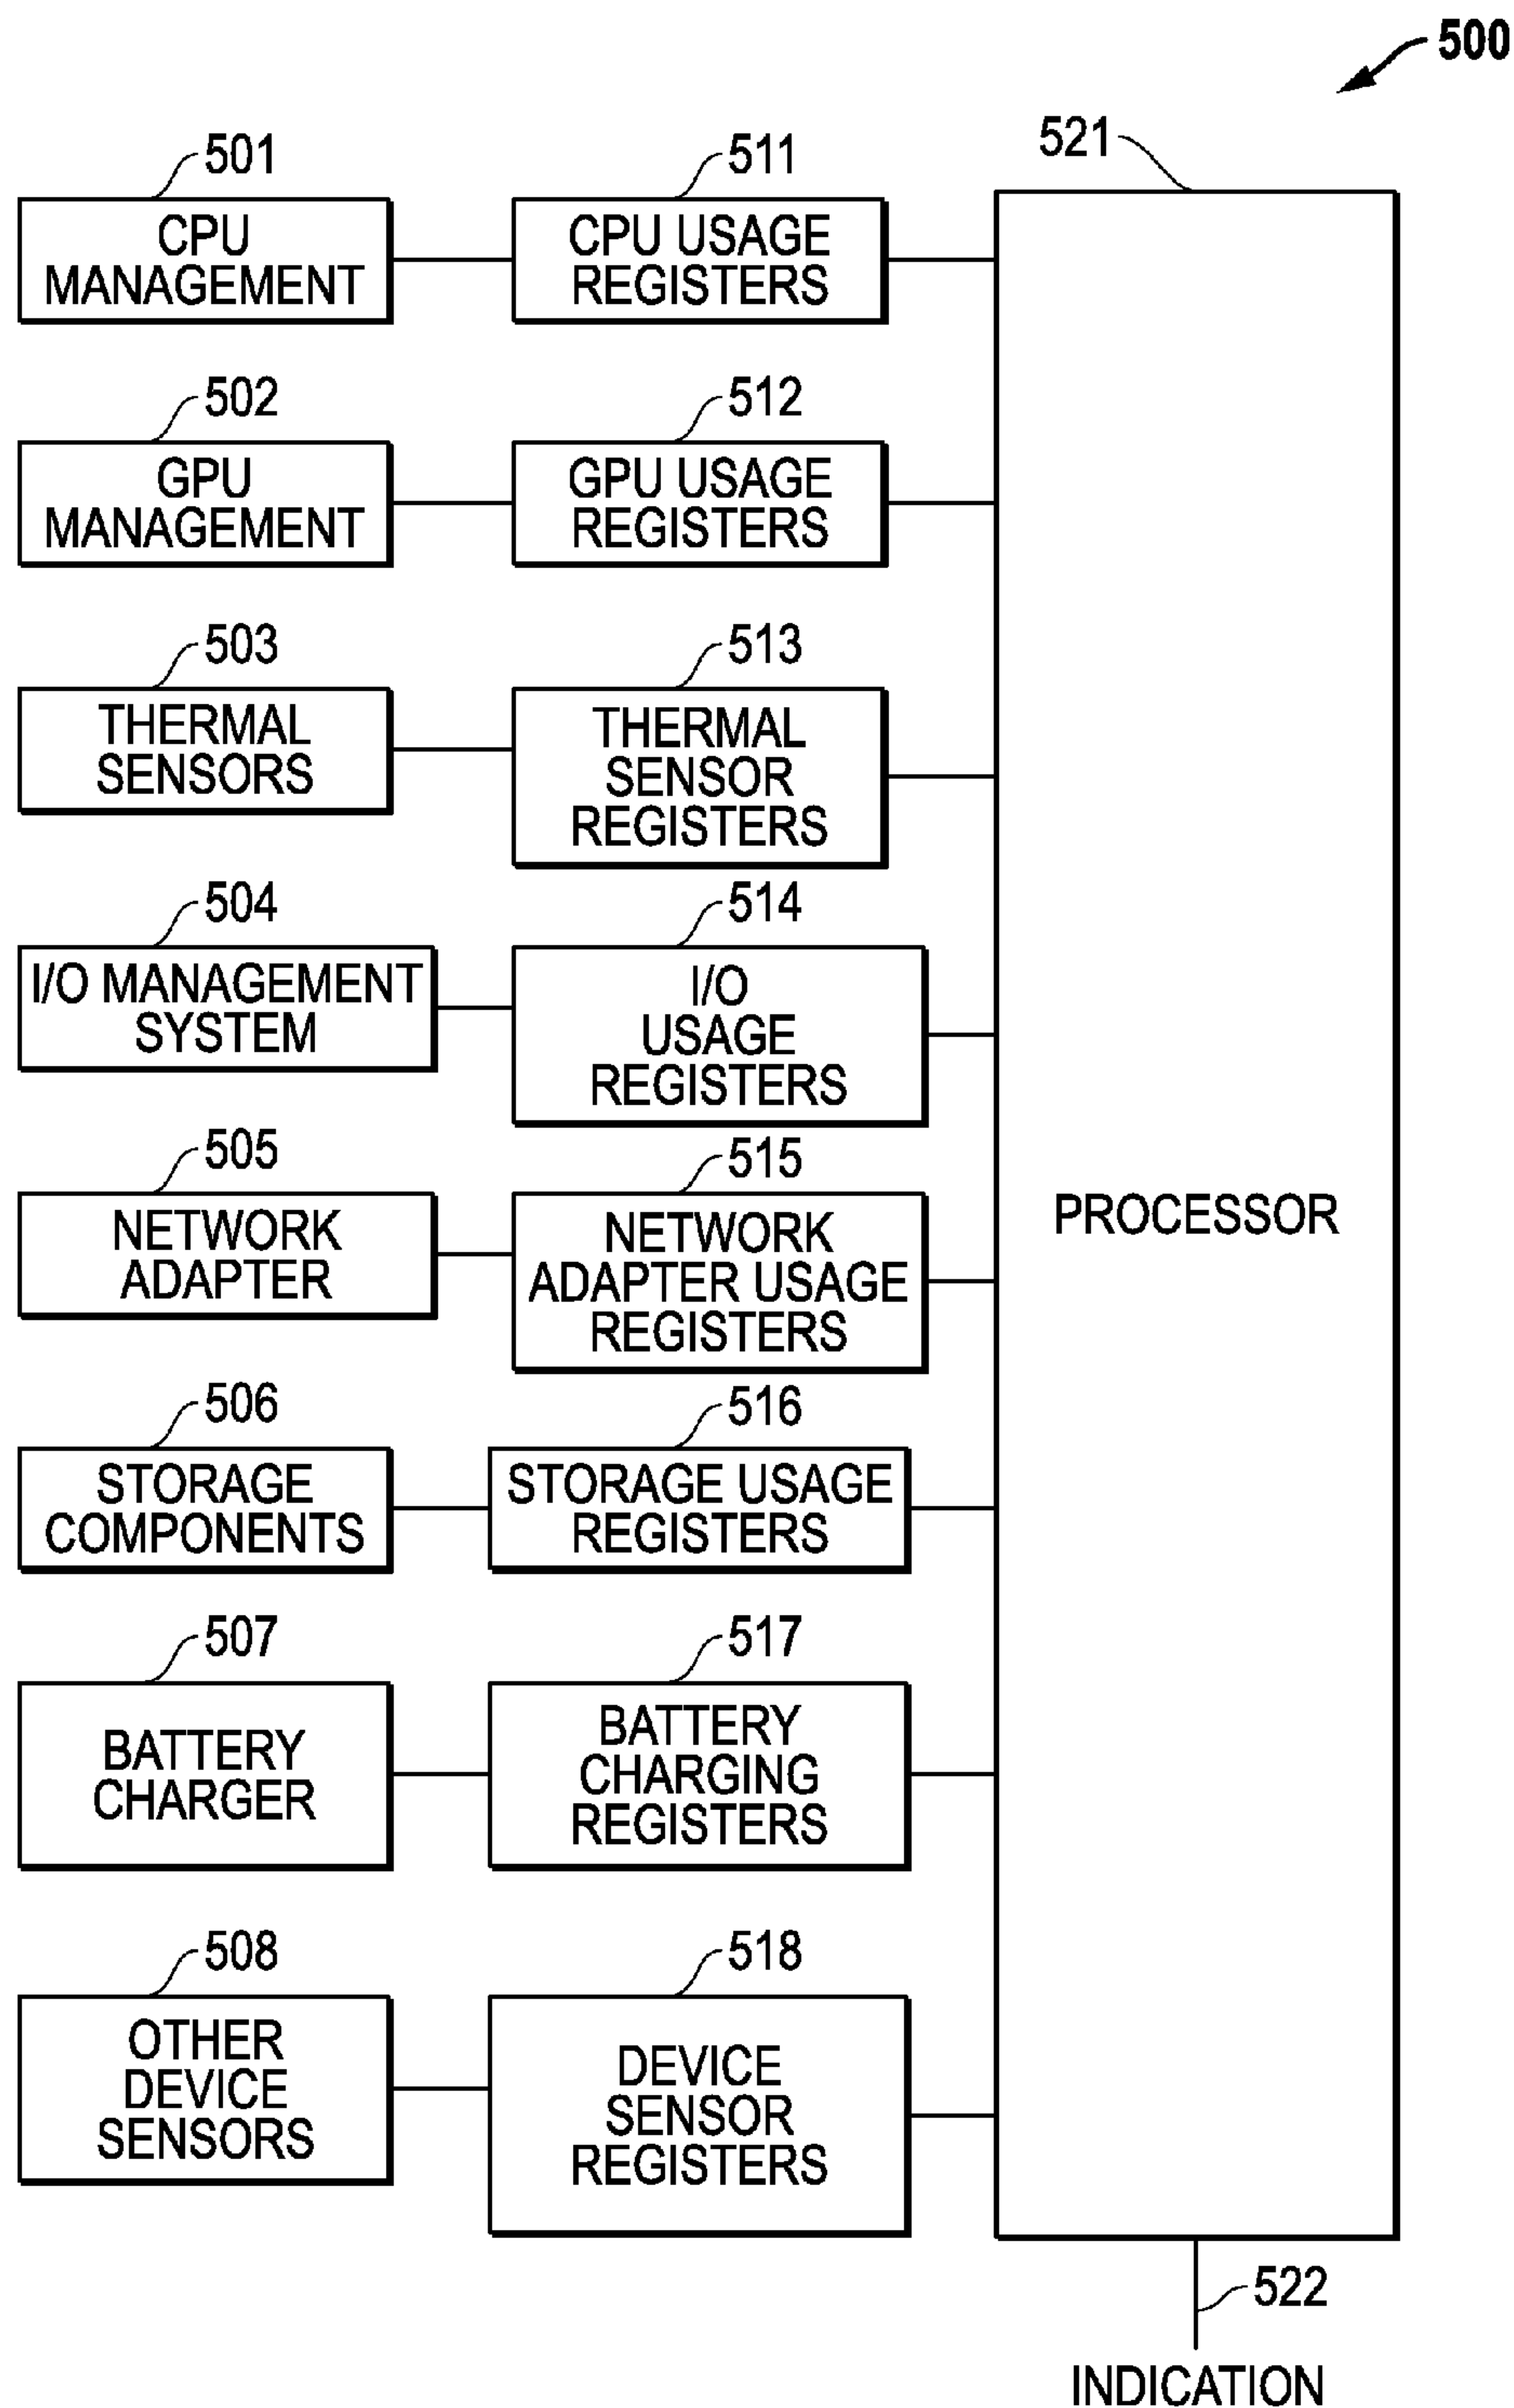 500
521
501
511
CPU
MANAGEMENT
CPU USAGE
REGISTERS
502
512
GPU
MANAGEMENT
GPU USAGE
REGISTERS
503
513
THERMAL
SENSORS
THERMAL
SENSOR
REGISTERS
504
514
I/O MANAGEMENT
SYSTEM
I/O
USAGE
REGISTERS
505
515
NETWORK
ADAPTER
NETWORK
ADAPTER USAGE
REGISTERS
PROCESSOR
506
516
STORAGE
COMPONENTS
STORAGE USAGE
REGISTERS
507
517
BATTERY
CHARGER
BATTERY
CHARGING
REGISTERS
508
518
OTHER
DEVICE
SENSORS
DEVICE
SENSOR
REGISTERS
522
INDICATION